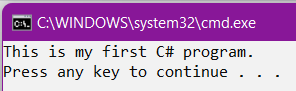 C:\WINDOWS\system32\cmd.exe
This is my first C# program.
Press any key to continue . . .